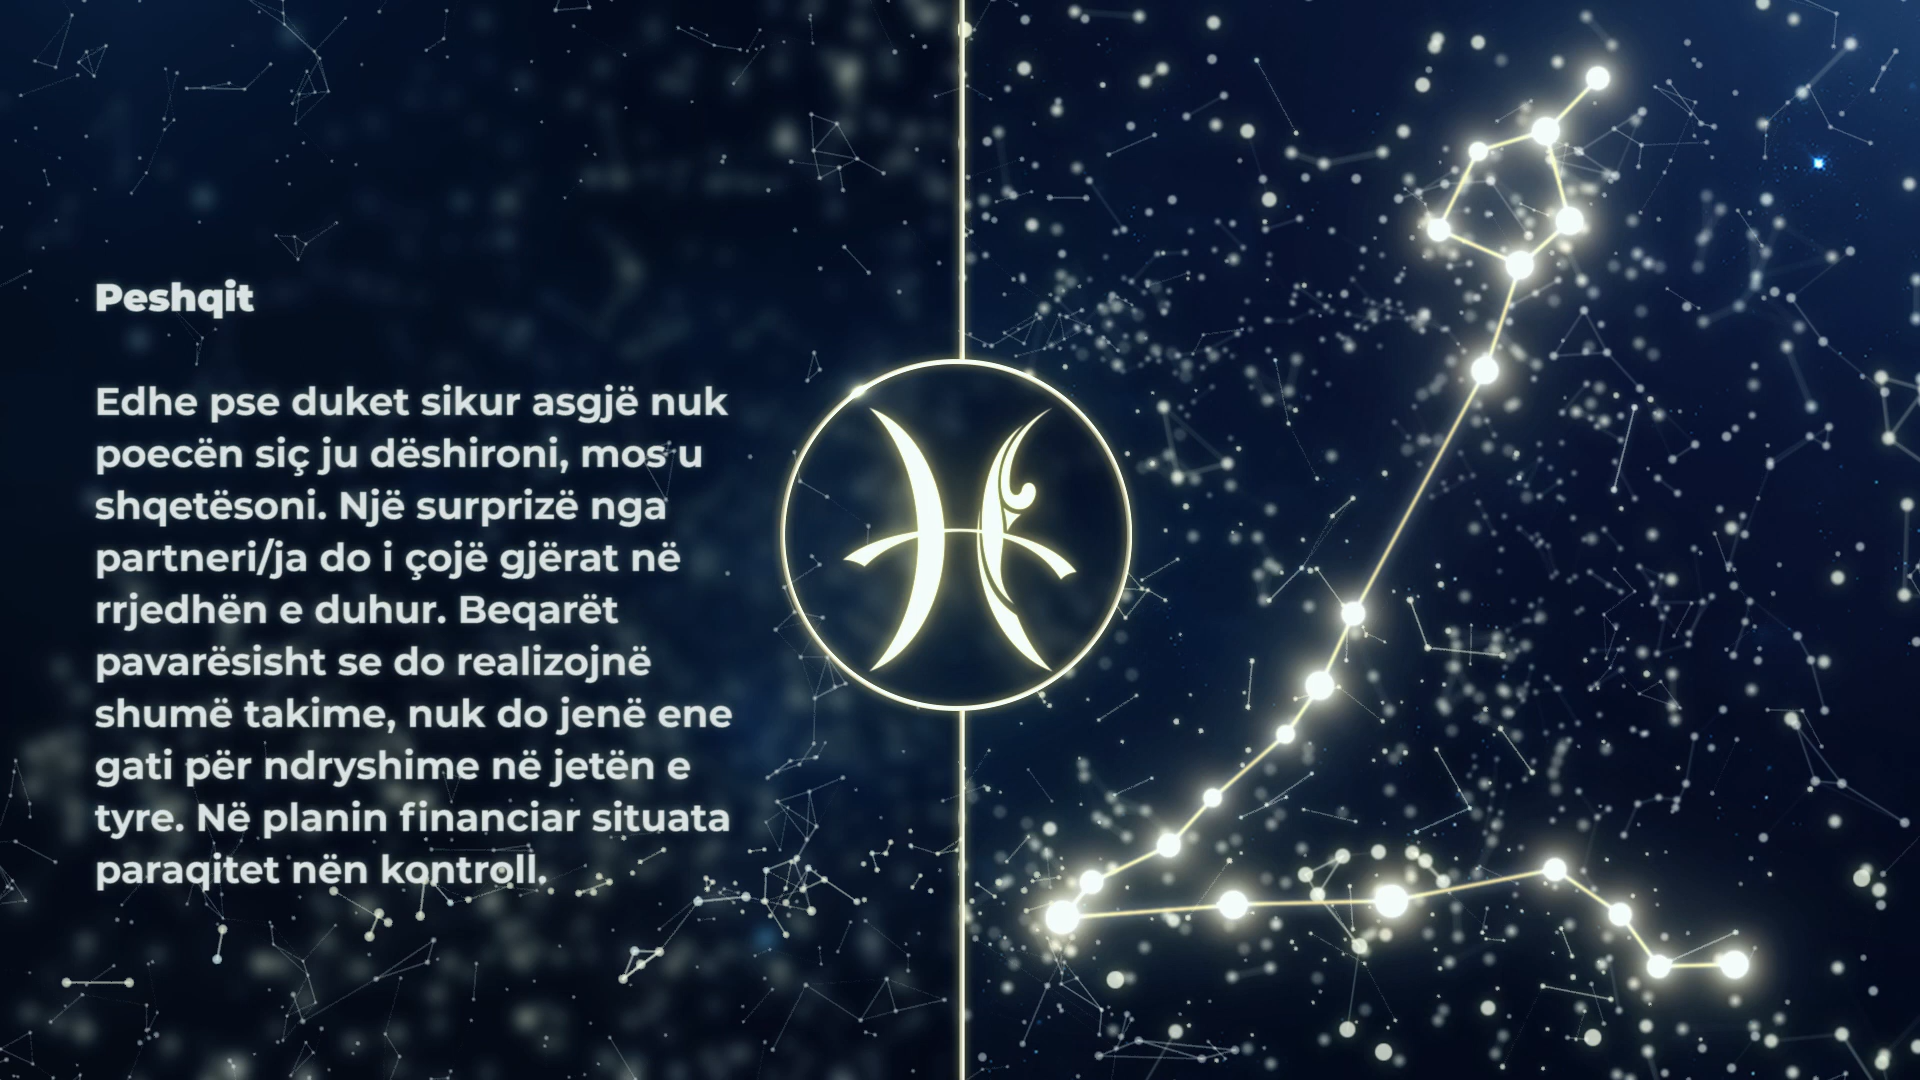 Peshqit
Edhe pse duket sikur asgjë nuk
poecën siç ju dëshironi, mos u
shqetësoni. Një surprizë nga
partneri/ja do i çojë gjërat në
rrjedhën e duhur. Beqarët
pavarësisht se do realizojnë
shumë takime, nuk do jenë ene
gati për ndryshime në jetën e
tyre. Në planin financiar situata
paraqitet nën kontroll.